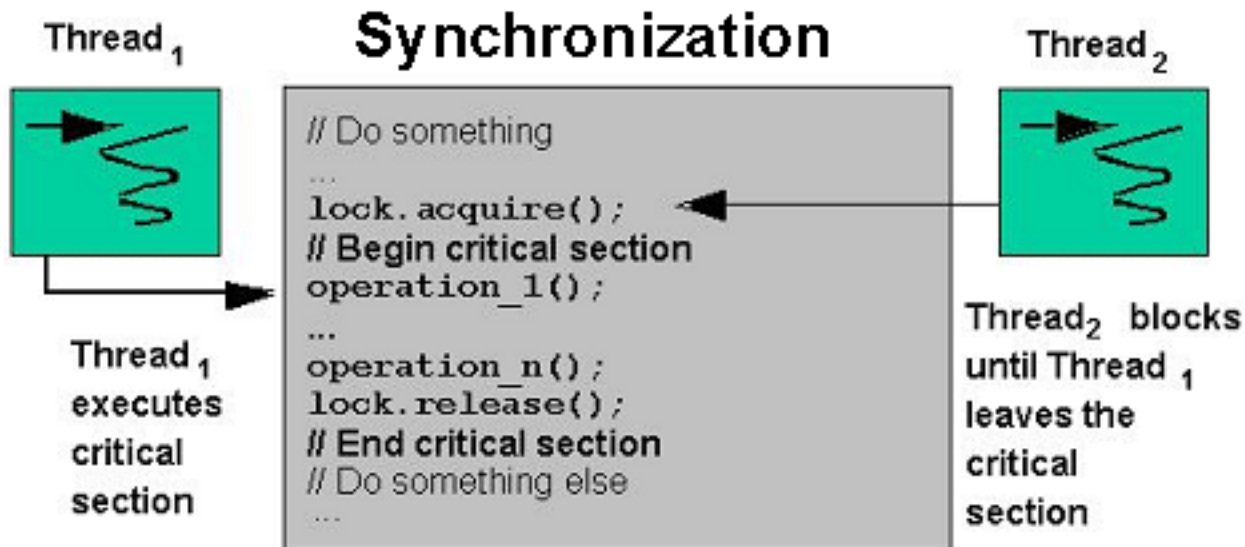 Synchronization
Thread1
Thread2
// Do something
...
lock.acquire();
// Begin critical section
operation_1();
...
operation_n();
lock.release();
// End critical section
// Do something else
...
Thread1
executes
critical
section
Thread2 blocks
until Thread1
leaves the
critical
section